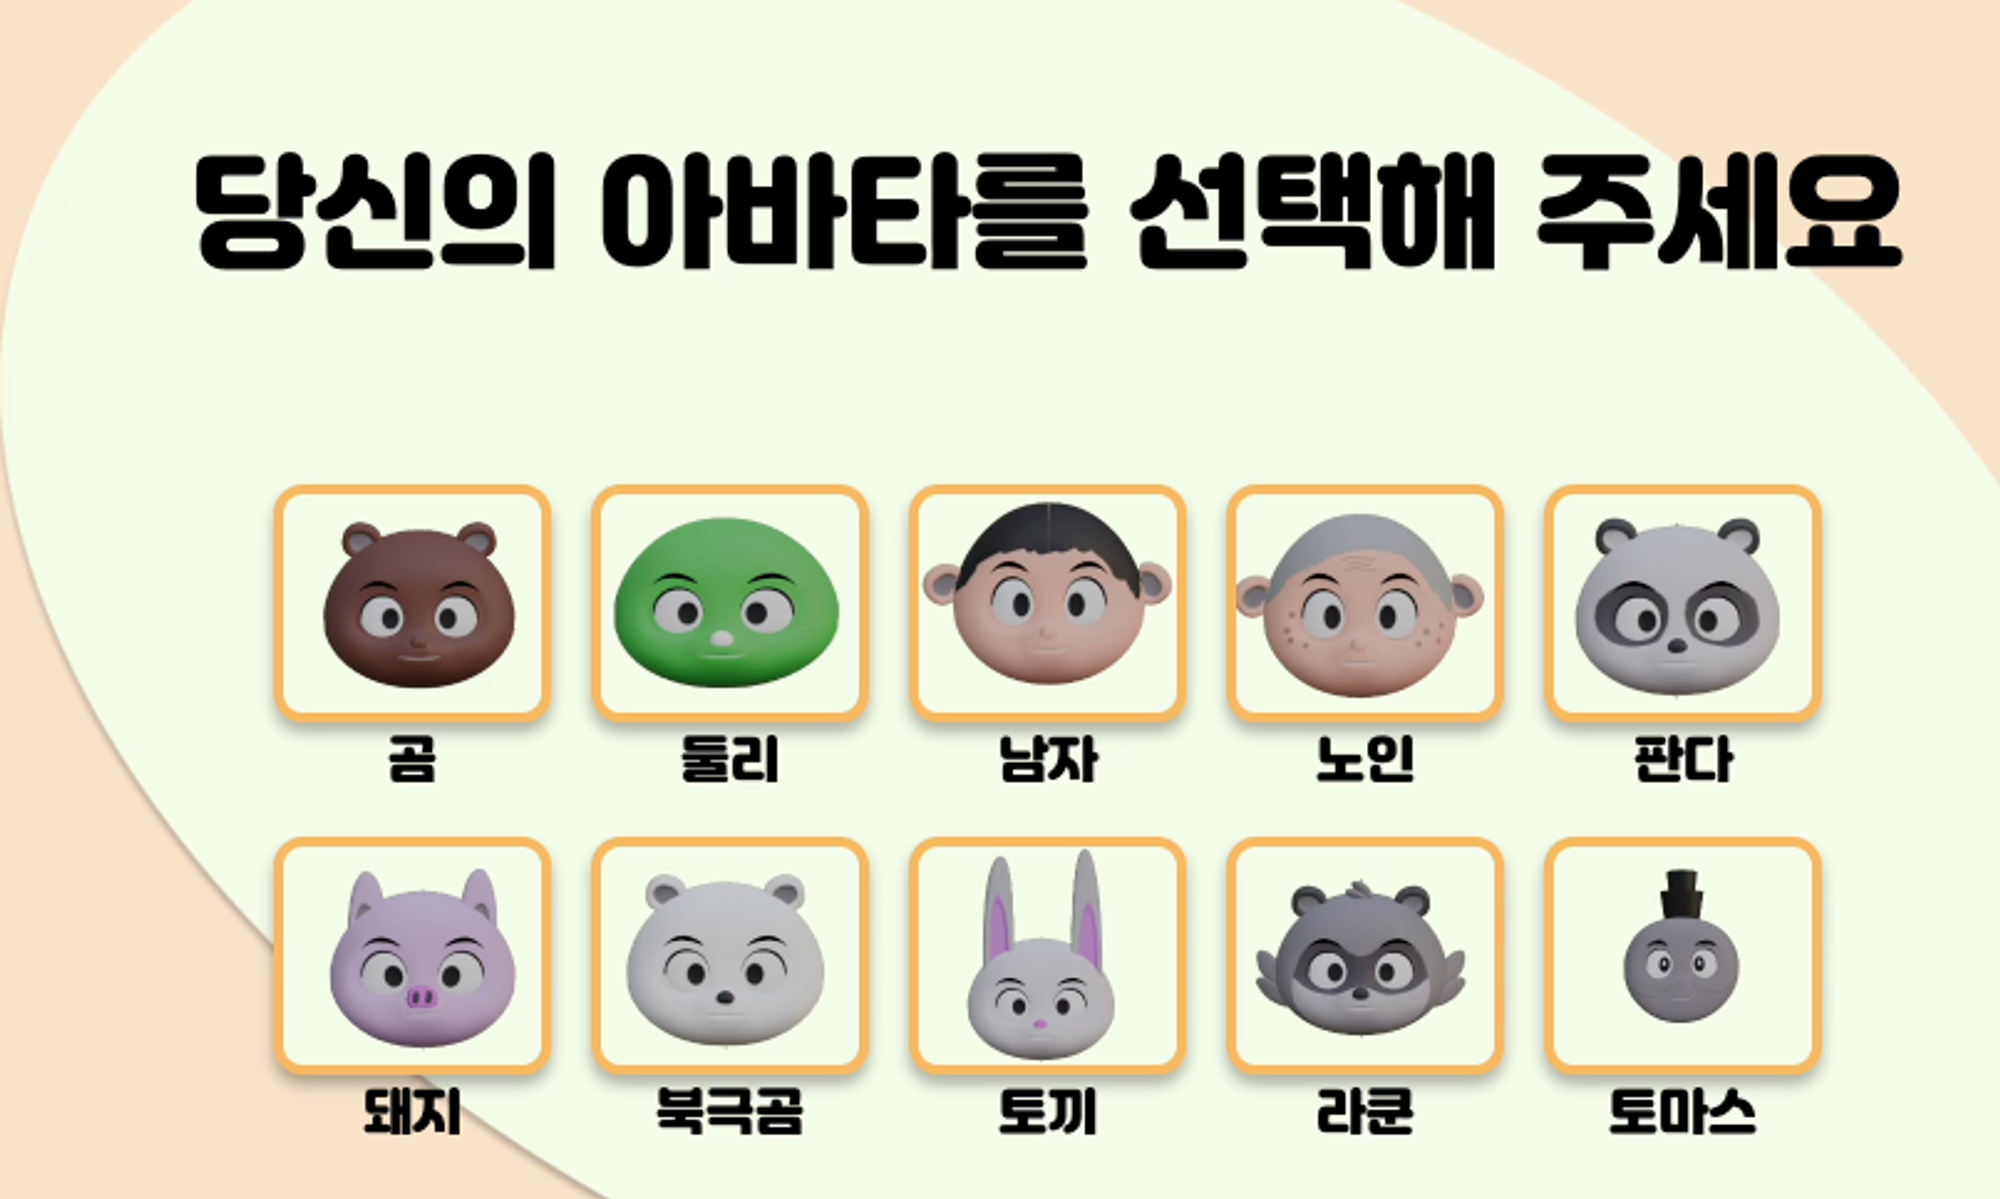 당신의 아바타를 선택해 주세요
곰 둘리 남자 노인 판다
돼지 북극곰 토끼 라쿤 토마스